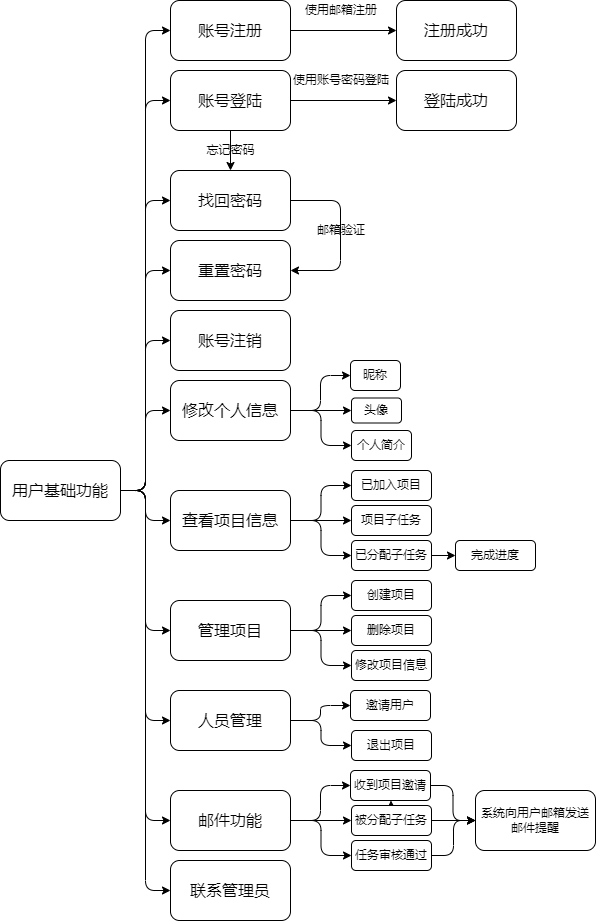 账号注册
使用邮箱注册
注册成功
账号登陆
使用账号密码登陆
登陆成功
忘记密码
找回密码
邮箱验证
重置密码
账号注销
昵称
修改个人信息
头像
个人简介
用户基础功能
已加入项目
查看项目信息
项目子任务
已分配子任务
完成进度
创建项目
管理项目
删除项目
修改项目信息
邀请用户
人员管理
退出项目
收到项目邀请
邮件功能
被分配子任务
系统向用户邮箱发送
邮件提醒
任务审核通过
联系管理员